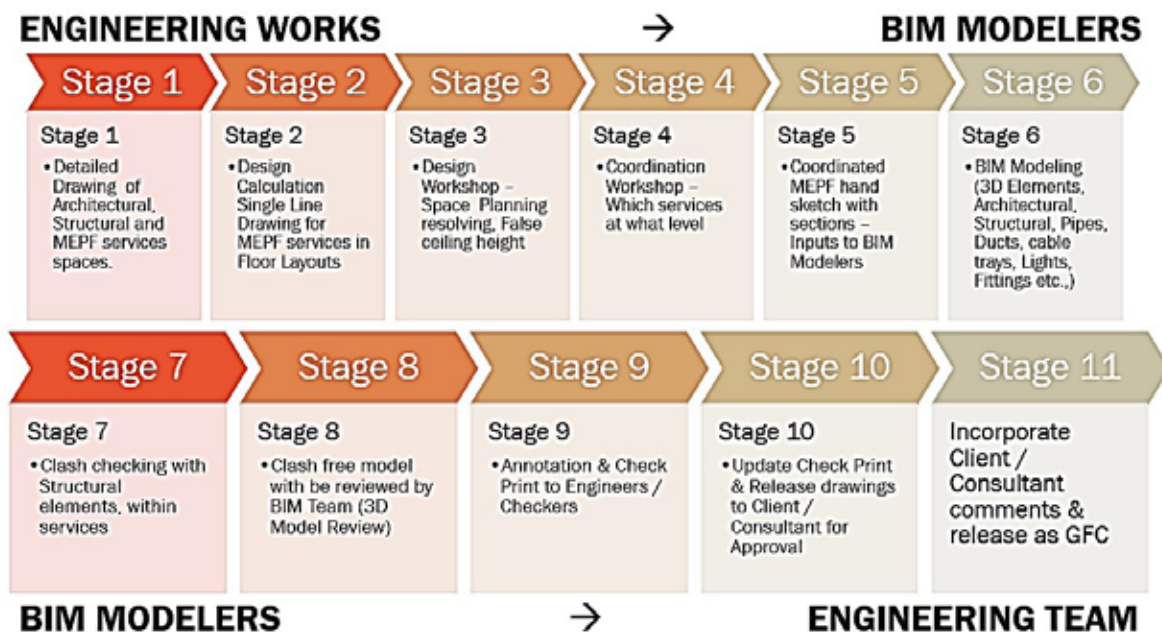 ENGINEERING WORKS → BIM MODELERS
Stage 1
Stage 2
Stage 3
Stage 4
Stage 5
Stage 6
Stage 1
•Detailed
Drawing of
Architectural,
Structural and
MEPF services
spaces.
Stage 2
•Design
Calculation
Single Line
Drawing for
MEPF services in
Floor Layouts
Stage 3
•Design
Workshop –
Space Planning
resolving, False
ceiling height
Stage 4
•Coordination
Workshop –
Which services
at what level
Stage 5
•Coordinated
MEPF hand
sketch with
sections –
Inputs to BIM
Modelers
Stage 6
•BIM Modeling
(3D Elements,
Architectural,
Structural, Pipes,
Ducts, cable
trays, Lights,
Fittings etc.,)
Stage 7
Stage 8
Stage 9
Stage 10
Stage 11
Stage 7
•Clash checking with
Structural
elements, within
services
Stage 8
•Clash free model
with be reviewed by
BIM Team (3D
Model Review)
Stage 9
•Annotation & Check
Print to Engineers /
Checkers
Stage 10
•Update Check Print
& Release drawings
to Client /
Consultant for
Approval
Incorporate
Client /
Consultant
comments &
release as GFC
BIM MODELERS → ENGINEERING TEAM